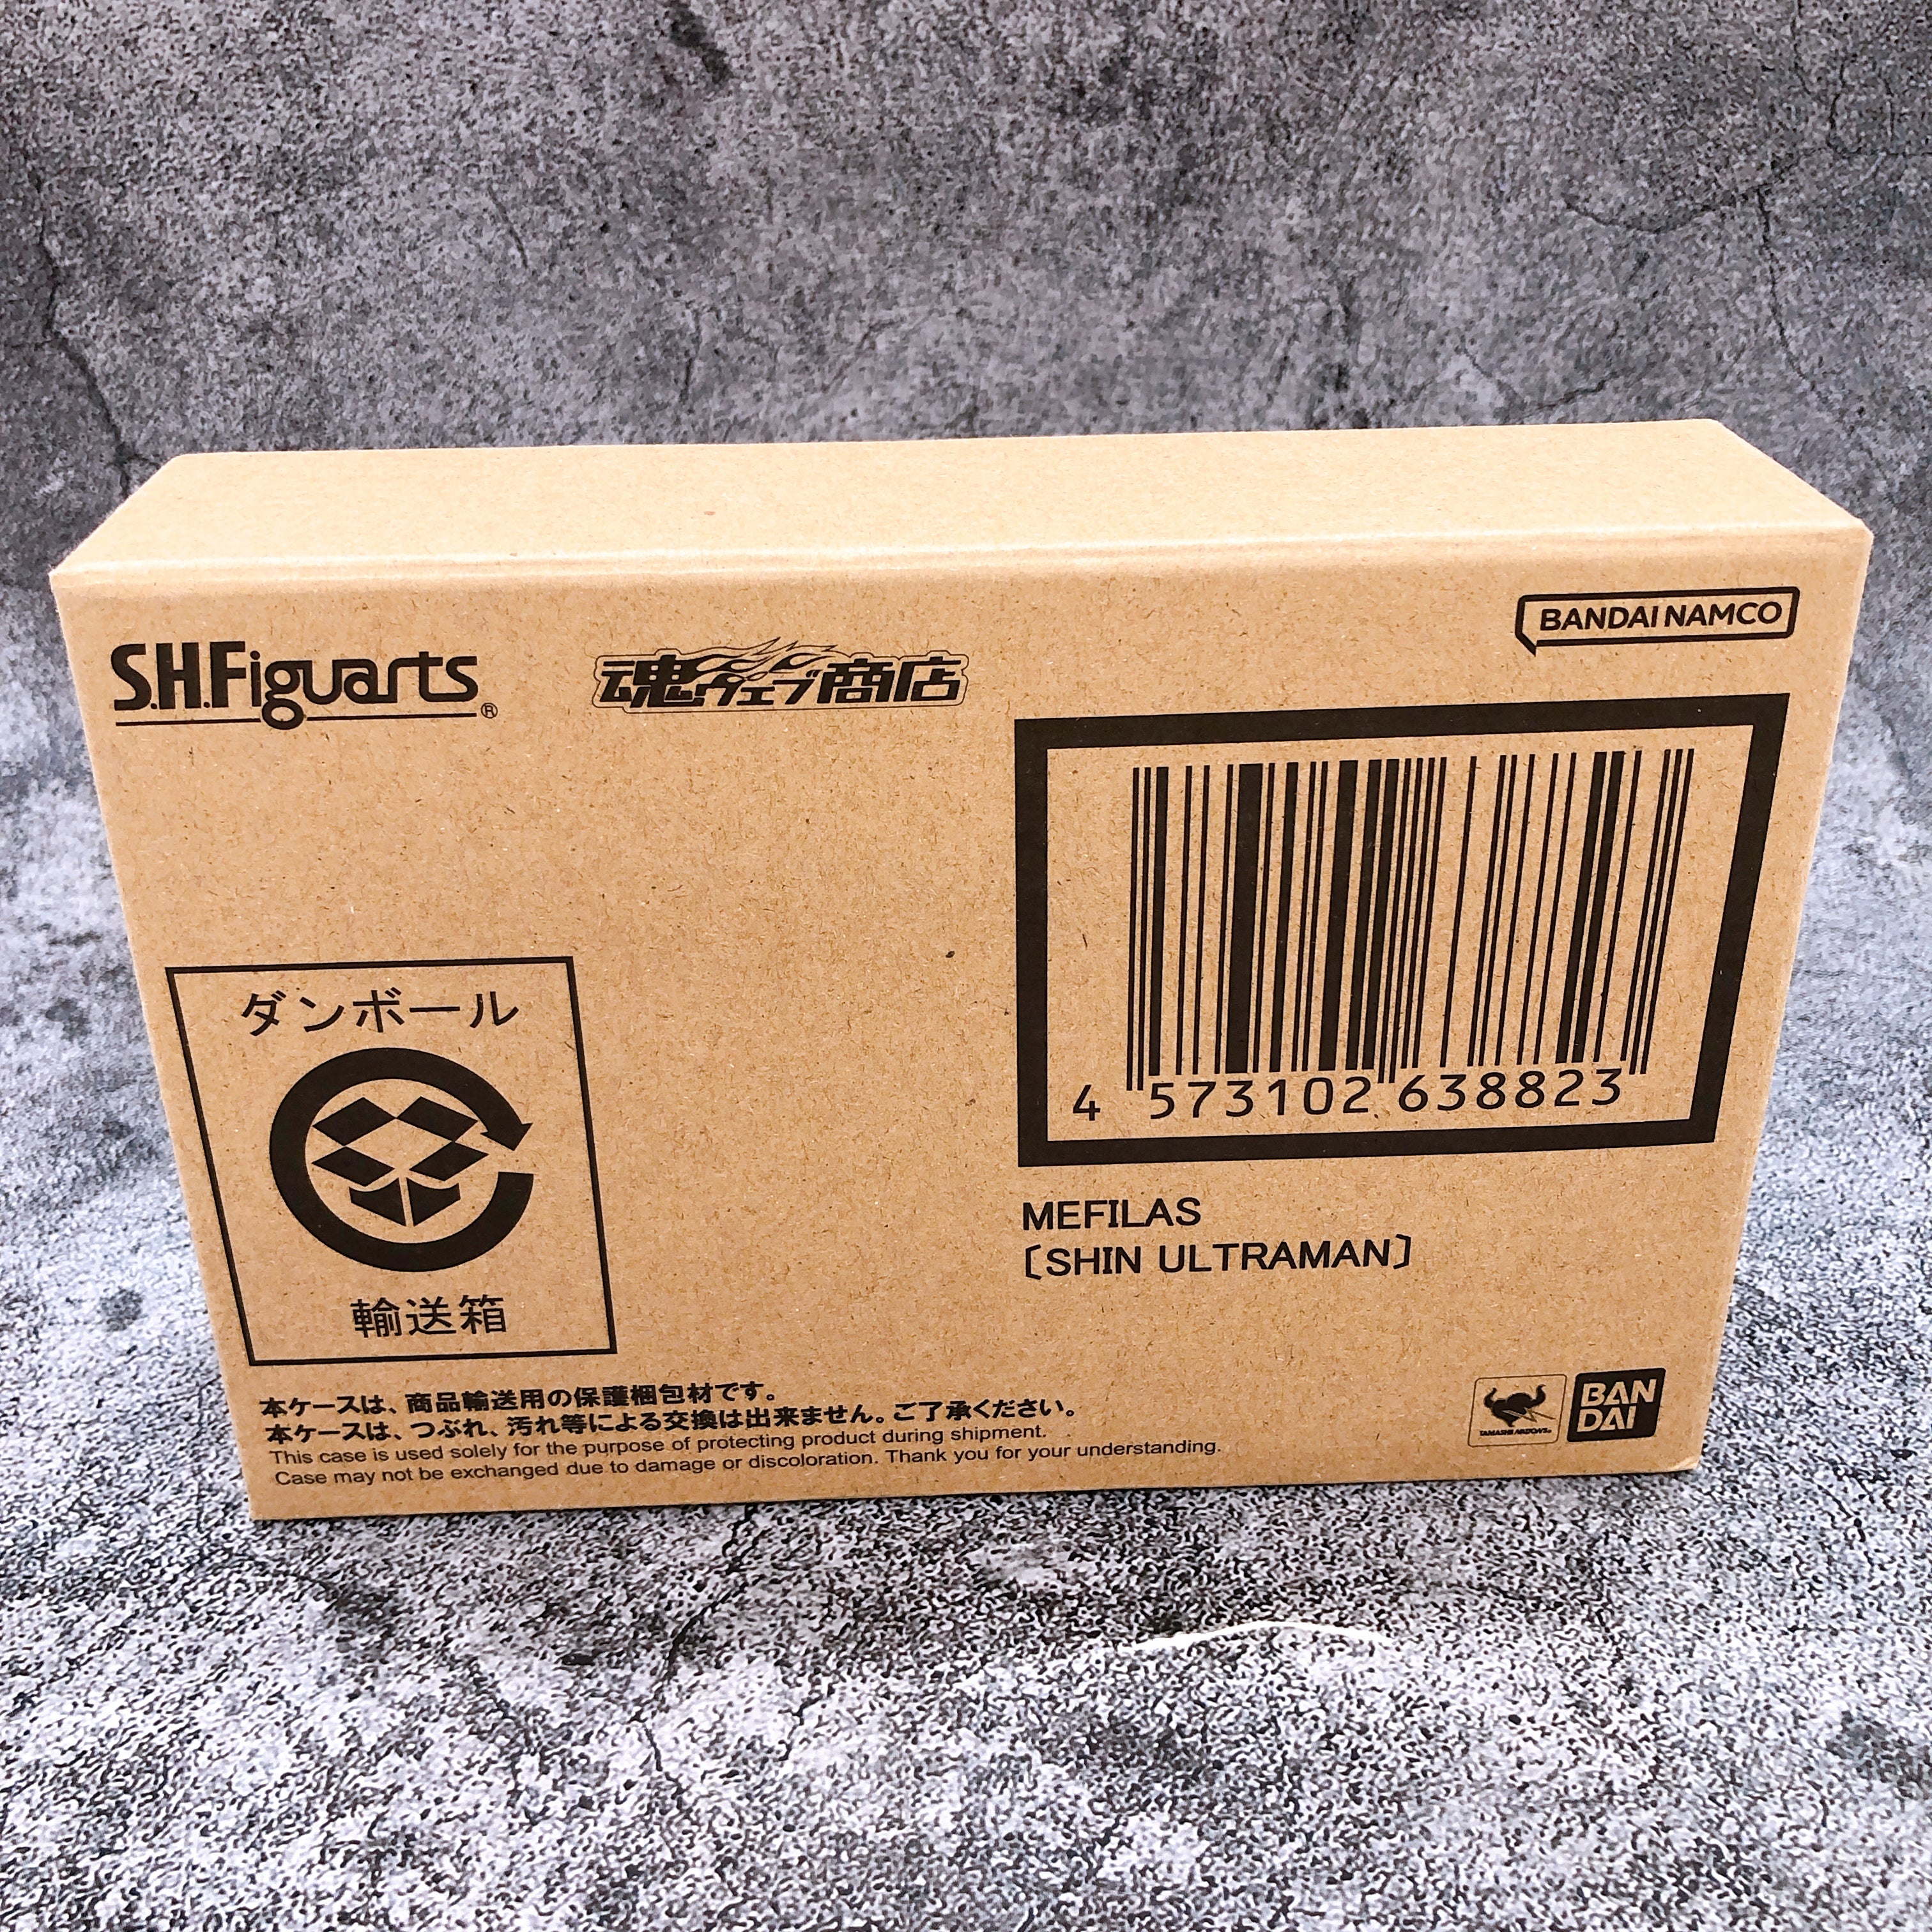 S.H.Figuarts®
魂ウェブ商店
BANDAI NAMCO
4 573102 638823
MEFILAS
〔SHIN ULTRAMAN〕
ダンボール
輸送箱
本ケースは、商品輸送用の保護梱包材です。
本ケースは、つぶれ、汚れ等による交換は出来ません。ご了承ください。
This case is used solely for the purpose of protecting product during shipment.
Case may not be exchanged due to damage or discoloration. Thank you for your understanding.
TAMASHII NATIONS
BAN
DAI